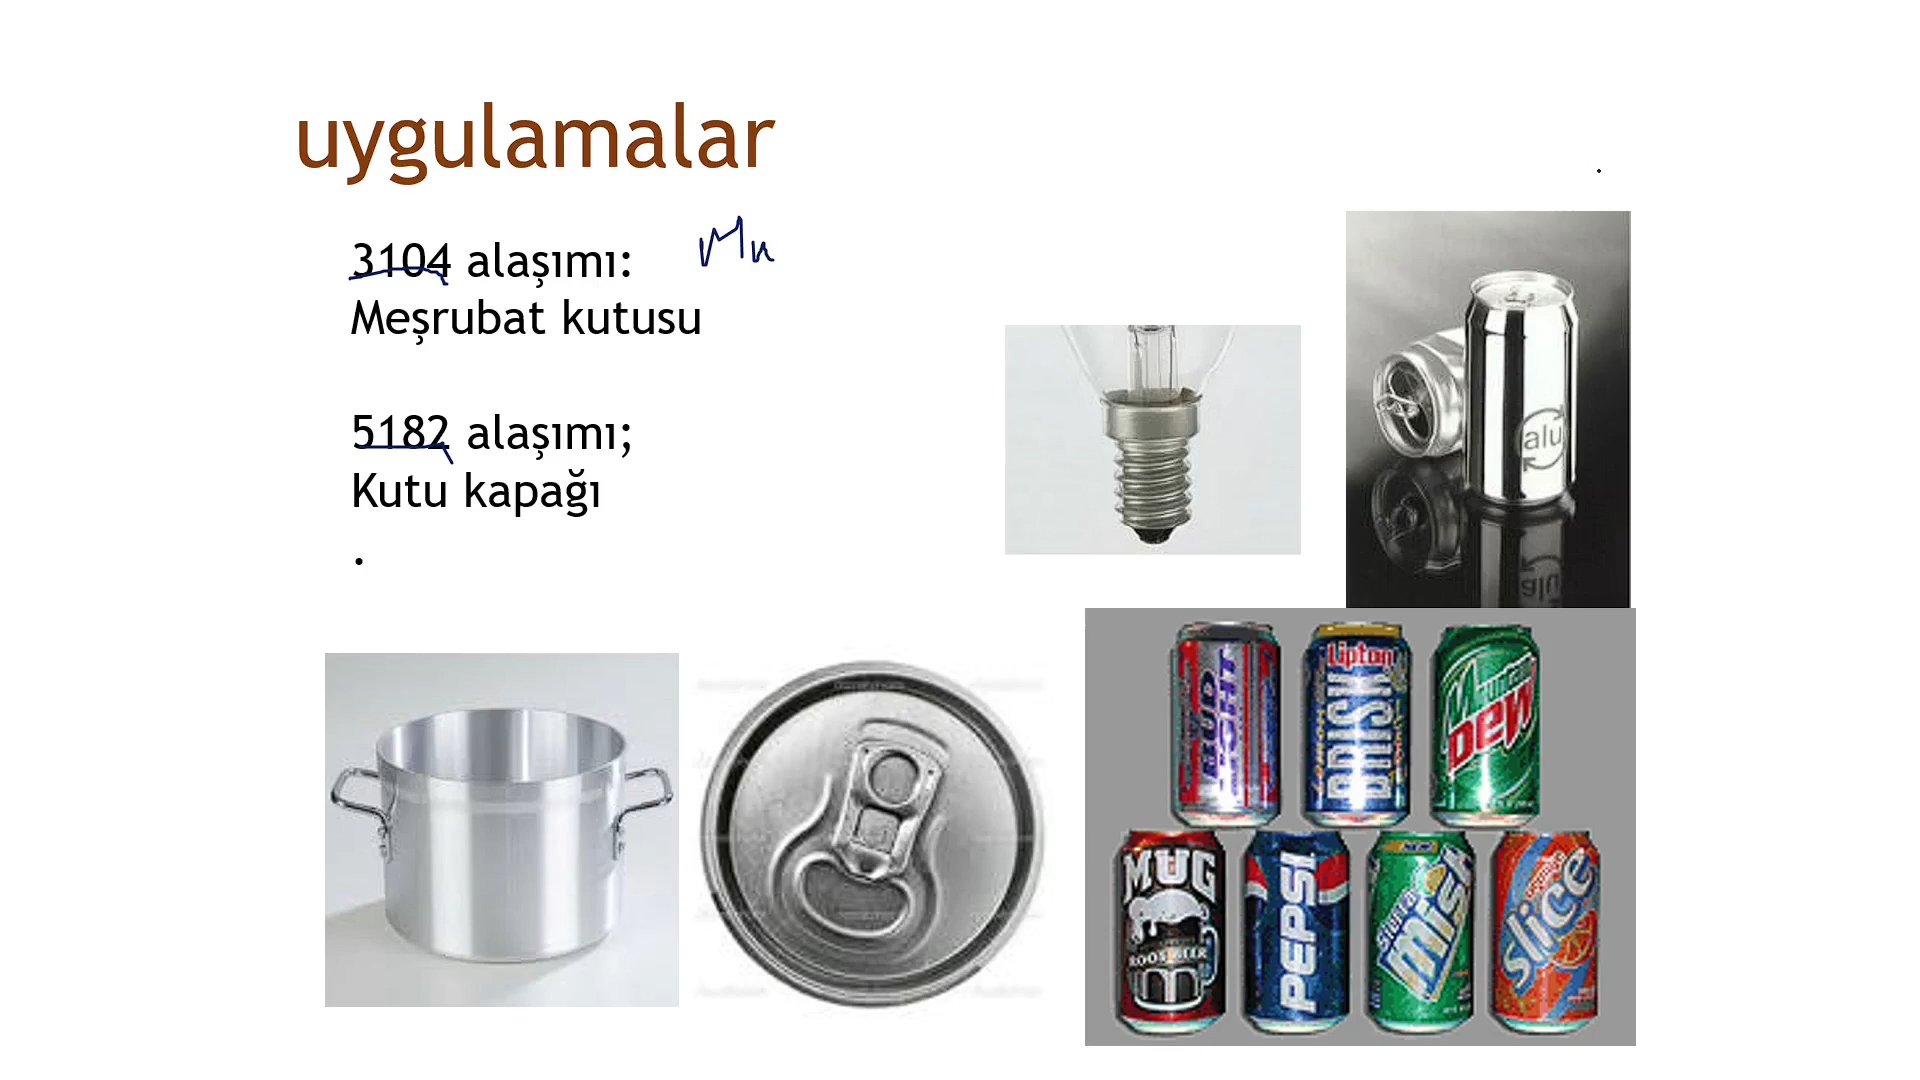 uygulamalar
3104 alaşımı:
Mn
Meşrubat kutusu
5182 alaşımı;
Kutu kapağı
.
alu
BUD LIGHT
Lipton
BRISK
Mountain
DEW
MUG
ROOT BEER
PEPSI
Sierra
mist
slice